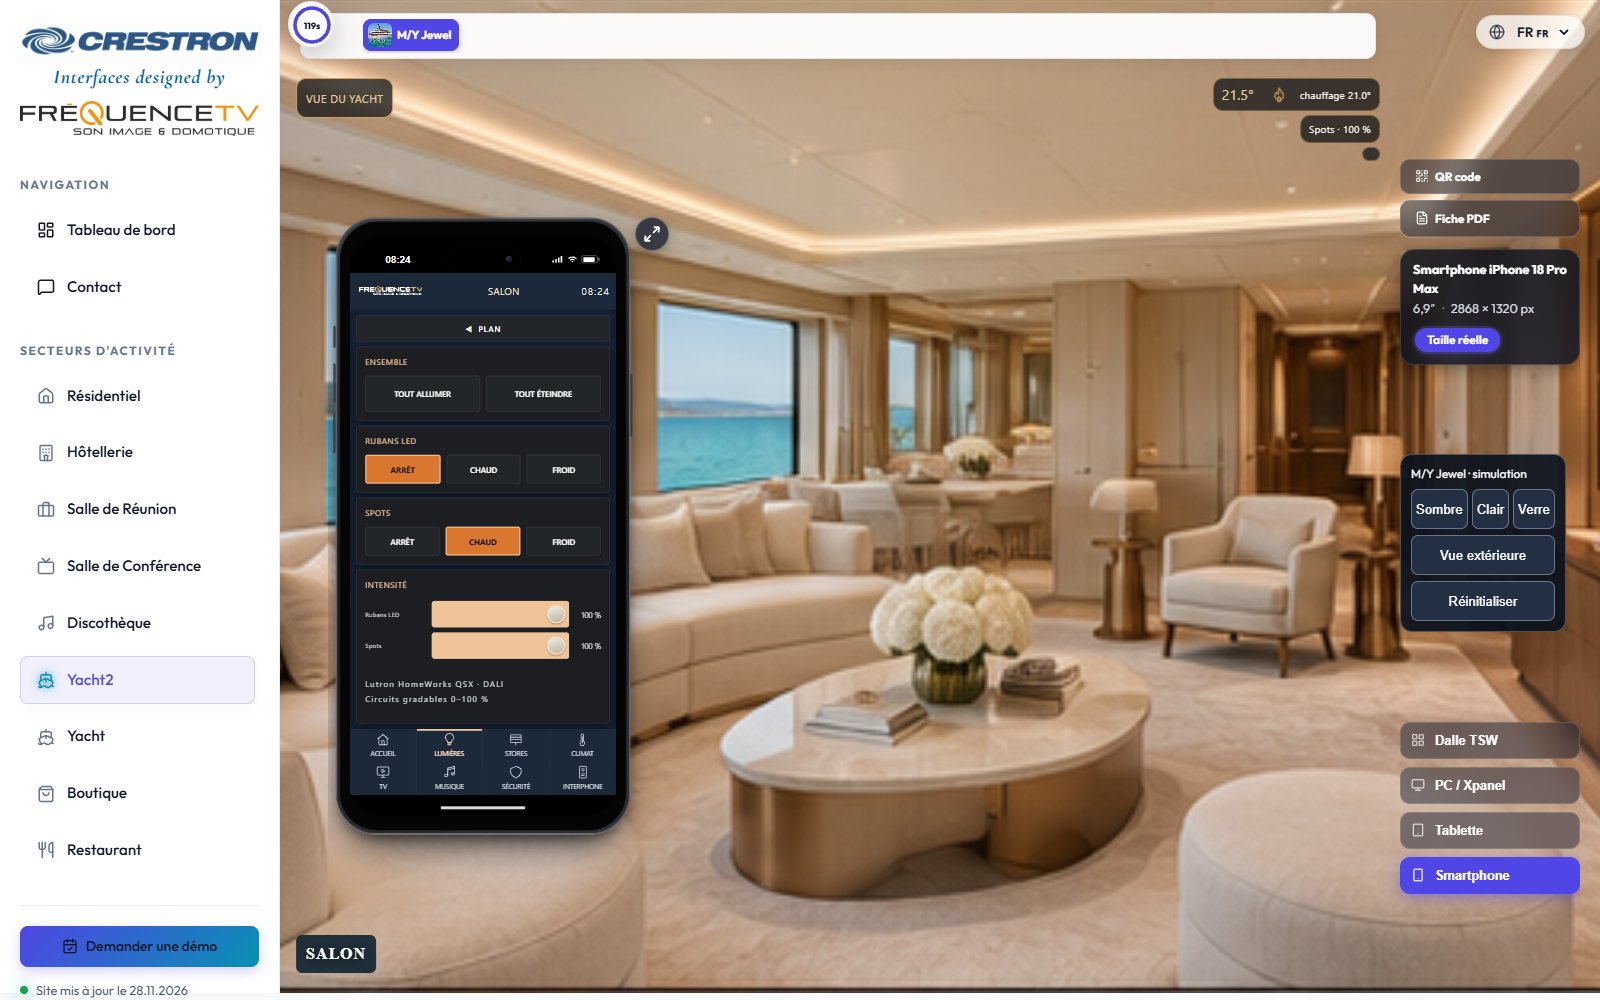 CRESTRON
Interfaces designed by
FRÉQUENCETV
SON IMAGE & DOMOTIQUE
NAVIGATION
Tableau de bord
Contact
SECTEURS D'ACTIVITÉ
Résidentiel
Hôtellerie
Salle de Réunion
Salle de Conférence
Discothèque
Yacht2
Yacht
Boutique
Restaurant
Demander une démo
Site mis à jour le 28.11.2026
119s
M/Y Jewel
FR FR
VUE DU YACHT
21.5° chauffage 21.0°
Spots · 100 %
08:24
FRÉQUENCETV SALON 08:24
◀ PLAN
ENSEMBLE
TOUT ALLUMER TOUT ÉTEINDRE
RUBANS LED
ARRÊT CHAUD FROID
SPOTS
ARRÊT CHAUD FROID
INTENSITÉ
Rubans LED 100 %
Spots 100 %
Lutron HomeWorks QSX · DALI
Circuits gradables 0–100 %
ACCUEIL LUMIÈRES STORES CLIMAT
TV MUSIQUE SÉCURITÉ INTERPHONE
QR code
Fiche PDF
Smartphone iPhone 18 Pro
Max
6,9" · 2868 × 1320 px
Taille réelle
M/Y Jewel · simulation
Sombre Clair Verre
Vue extérieure
Réinitialiser
Dalle TSW
PC / Xpanel
Tablette
Smartphone
SALON